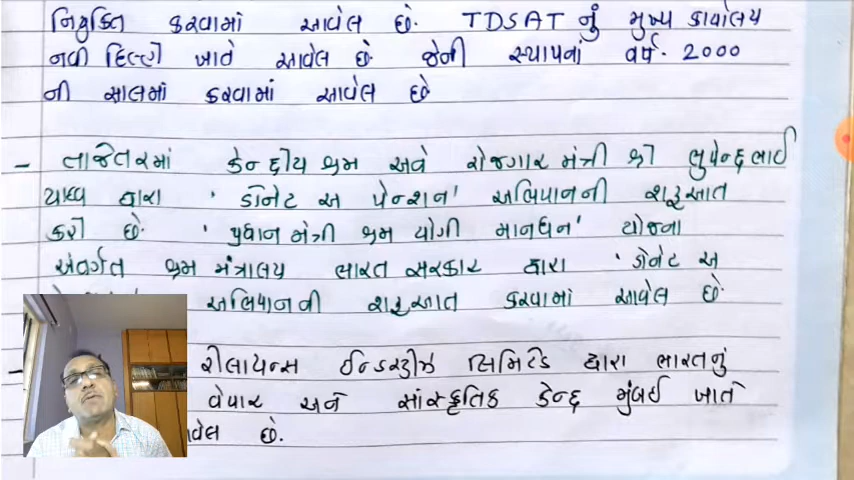 નિયુક્તિ કરવામાં આવેલ છે. TDSAT નું મુખ્ય કાર્યાલય
નવી દિલ્હી ખાતે આવેલ છે જેની સ્થાપના વર્ષ. 2000
ની સાલમાં કરવામાં આવેલ છે
- તાજેતરમાં કેન્દ્રીય શ્રમ અને રોજગાર મંત્રી શ્રી ભુપેન્દ્રભાઈ
યાદવ દ્વારા 'ડોનેટ અ પેન્શન' અભિયાનની શરૂઆત
કરી છે. 'પ્રધાન મંત્રી શ્રમ યોગી માનધન' યોજના
અંતર્ગત શ્રમ મંત્રાલય ભારત સરકાર દ્વારા 'ડોનેટ અ
અભિયાનની શરૂઆત કરવામાં આવેલ છે.
- રીલાયન્સ ઈન્ડસ્ટ્રીઝ લિમિટેડ દ્વારા ભારતનું
વેપાર અને સાંસ્કૃતિક કેન્દ્ર મુંબઈ ખાતે
છે.